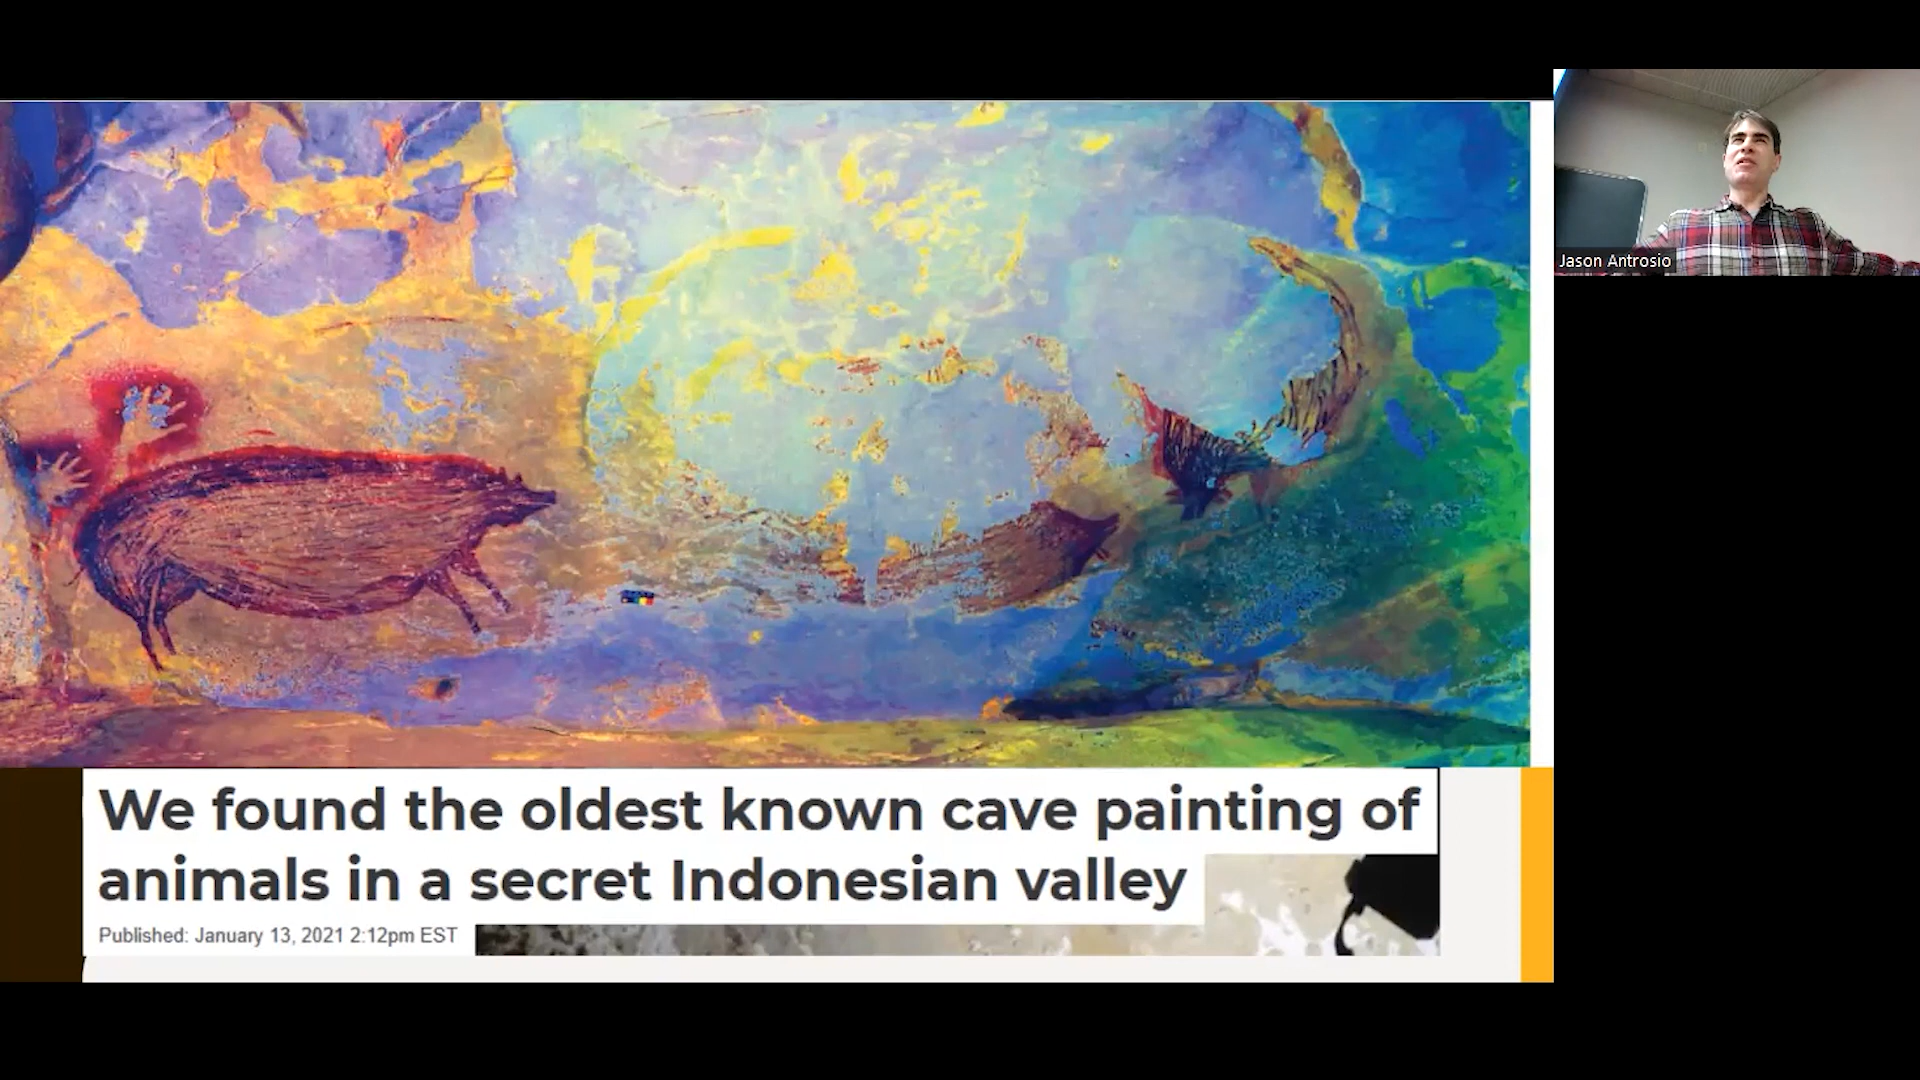 Jason Antrosio
We found the oldest known cave painting of
animals in a secret Indonesian valley
Published: January 13, 2021 2:12pm EST